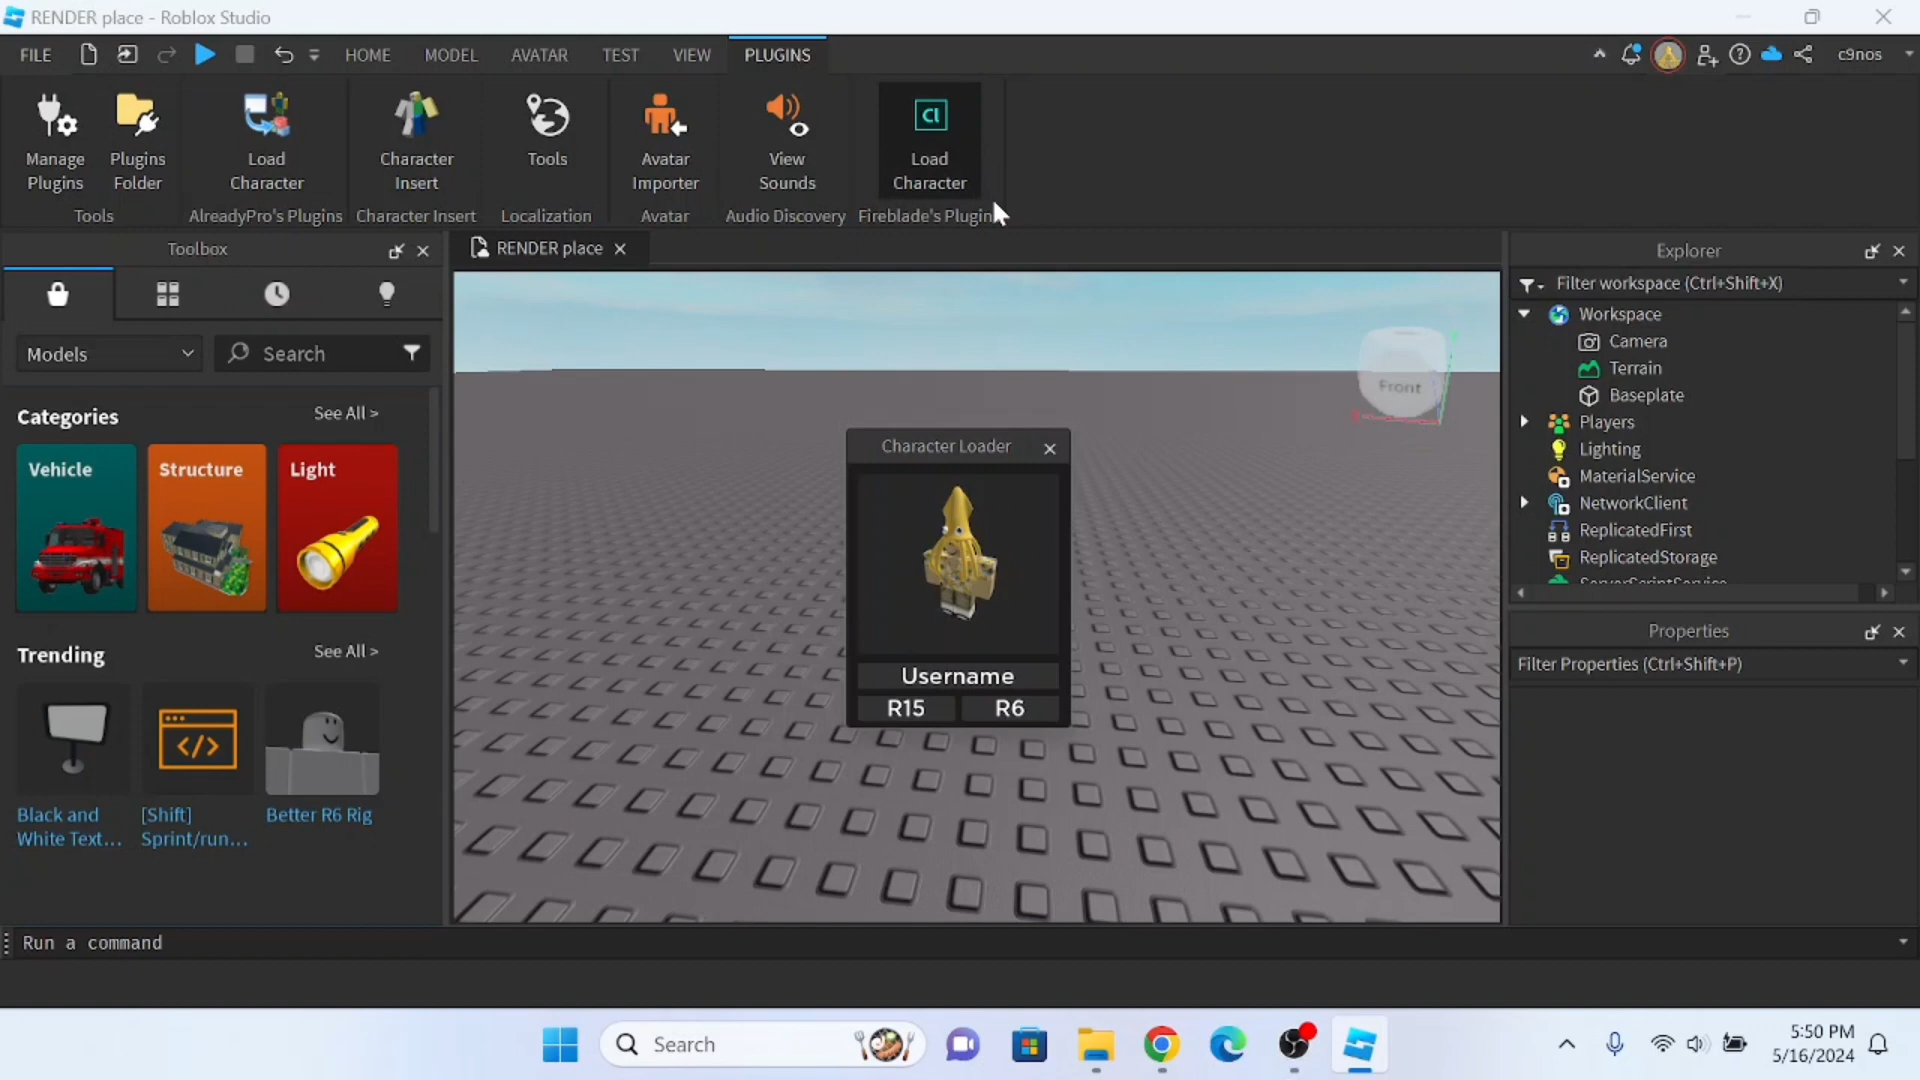 RENDER place - Roblox Studio
FILE
HOME
MODEL
AVATAR
TEST
VIEW
PLUGINS
c9nos
Manage
Plugins
Plugins
Folder
Load
Character
Character
Insert
Tools
Avatar
Importer
View
Sounds
Cl
Load
Character
Tools
AlreadyPro's Plugins
Character Insert
Localization
Avatar
Audio Discovery
Fireblade's Plugin
Toolbox
Models
Search
Categories
See All >
Vehicle
Structure
Light
Trending
See All >
Black and
White Text...
[Shift]
Sprint/run...
Better R6 Rig
RENDER place
Front
Character Loader
Username
R15
R6
Explorer
Filter workspace (Ctrl+Shift+X)
Workspace
Camera
Terrain
Baseplate
Players
Lighting
MaterialService
NetworkClient
ReplicatedFirst
ReplicatedStorage
ServerScriptService
Properties
Filter Properties (Ctrl+Shift+P)
Run a command
Search
5:50 PM
5/16/2024